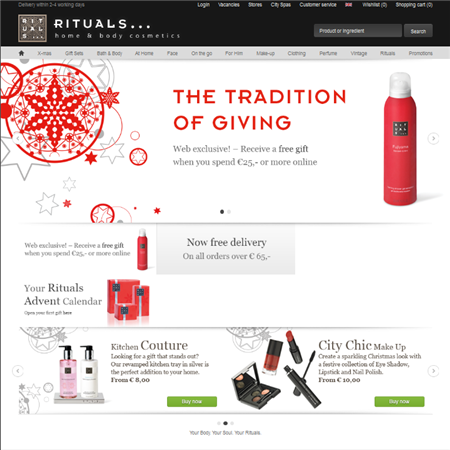 Delivery within 2-4 working days
Login Vacancies Stores City Spas Customer service Wishlist (0) Shopping bag (0)
RITUALS...
home & body cosmetics
Product or Ingredient Search
X-mas Gift Sets Bath & Body At Home Face On the go For Him Make-up Clothing Perfume Vintage Rituals Promotions
THE TRADITION
OF GIVING
Web exclusive! – Receive a free gift
when you spend €25,- or more online
Web exclusive! – Receive a free gift
when you spend €25,- or more online
Now free delivery
On all orders over € 65,-
Your Rituals
Advent Calendar
Open your first gift here
Kitchen Couture
Looking for a gift that stands out?
Our revamped kitchen tray in silver is
the perfect addition to your home.
From € 8,00
Buy now
City Chic Make Up
Create a sparkling Christmas look with
a festive collection of Eye Shadow,
Lipstick and Nail Polish.
From € 10,00
Buy now
Your Body. Your Soul. Your Rituals.